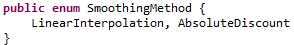 public enum SmoothingMethod {
    LinearInterpolation, AbsoluteDiscount
}